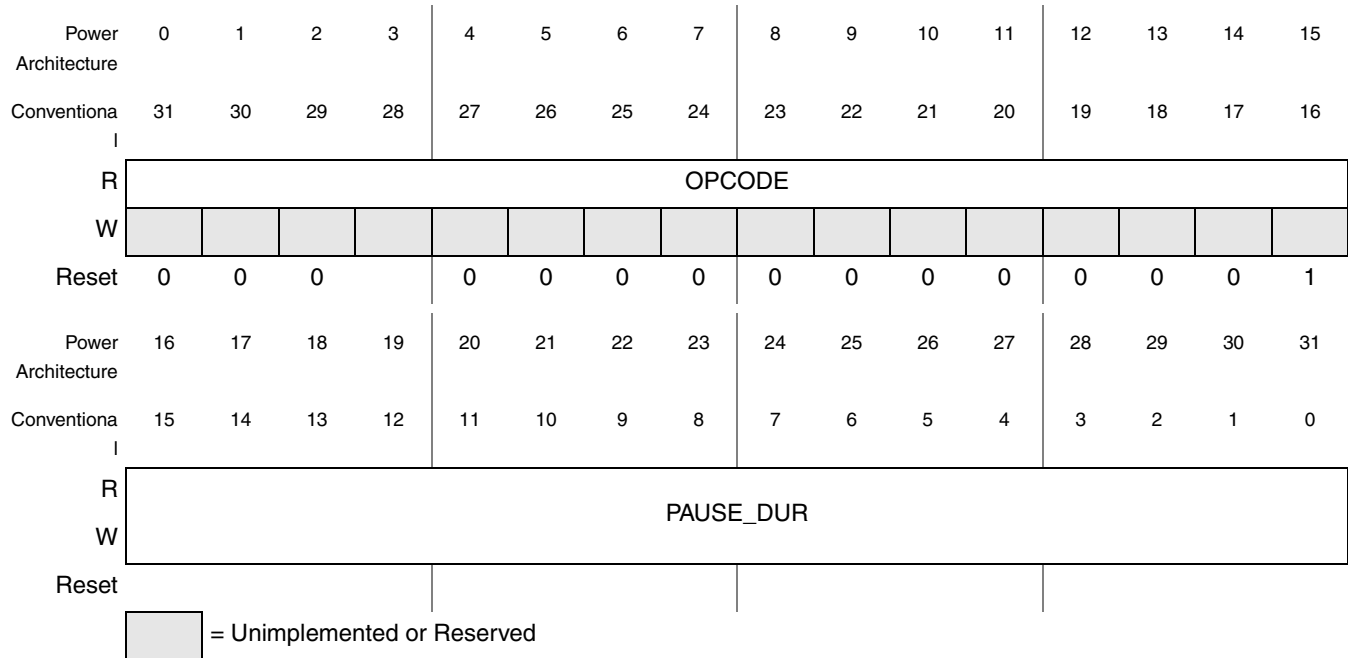 Power 0 1 2 3 4 5 6 7 8 9 10 11 12 13 14 15
Architecture
Conventiona 31 30 29 28 27 26 25 24 23 22 21 20 19 18 17 16
l
R OPCODE
W
Reset 0 0 0 0 0 0 0 0 0 0 0 0 0 0 1
Power 16 17 18 19 20 21 22 23 24 25 26 27 28 29 30 31
Architecture
Conventiona 15 14 13 12 11 10 9 8 7 6 5 4 3 2 1 0
l
R
PAUSE_DUR
W
Reset
= Unimplemented or Reserved